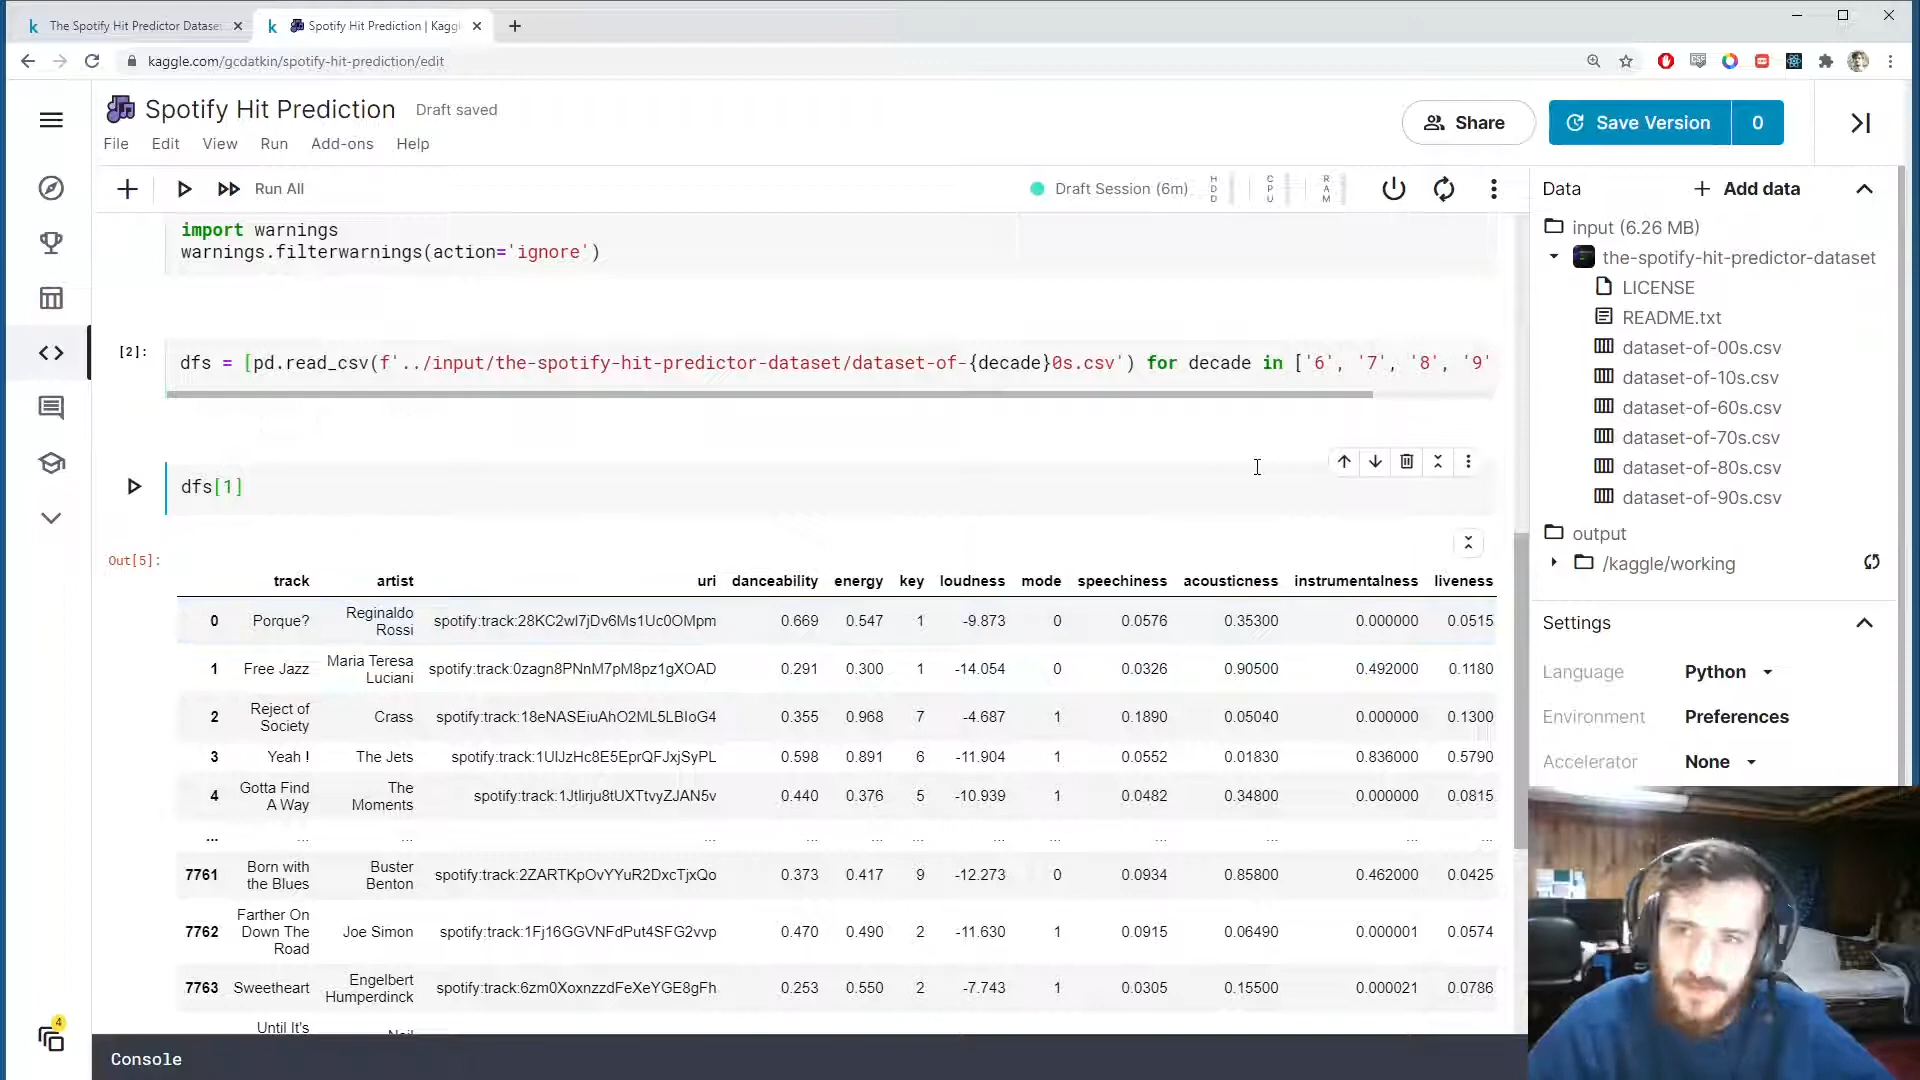 The Spotify Hit Predictor Datase
Spotify Hit Prediction | Kaggl
kaggle.com/gcdatkin/spotify-hit-prediction/edit
Spotify Hit Prediction
Draft saved
File Edit View Run Add-ons Help
Share
Save Version 0
Run All
Draft Session (6m)
HDD
CPU
RAM
import warnings
warnings.filterwarnings(action='ignore')
[2]:
dfs = [pd.read_csv(f'../input/the-spotify-hit-predictor-dataset/dataset-of-{decade}0s.csv') for decade in ['6', '7', '8', '9'
dfs[1]
Out[5]:
track artist uri danceability energy key loudness mode speechiness acousticness instrumentalness liveness
0 Porque? Reginaldo Rossi spotify:track:28KC2wI7jDv6Ms1Uc0OMpm 0.669 0.547 1 -9.873 0 0.0576 0.35300 0.000000 0.0515
1 Free Jazz Maria Teresa Luciani spotify:track:0zagn8PNnM7pM8pz1gXOAD 0.291 0.300 1 -14.054 0 0.0326 0.90500 0.492000 0.1180
2 Reject of Society Crass spotify:track:18eNASEiuAhO2ML5LBIoG4 0.355 0.968 7 -4.687 1 0.1890 0.05040 0.000000 0.1300
3 Yeah ! The Jets spotify:track:1UlJzHc8E5EprQFJxjSyPL 0.598 0.891 6 -11.904 1 0.0552 0.01830 0.836000 0.5790
4 Gotta Find A Way The Moments spotify:track:1Jtlirju8tUXTtvyZJAN5v 0.440 0.376 5 -10.939 1 0.0482 0.34800 0.000000 0.0815
... ... ... ... ... ... ... ... ... ... ... ... ...
7761 Born with the Blues Buster Benton spotify:track:2ZARTKpOvYYuR2DxcTjxQo 0.373 0.417 9 -12.273 0 0.0934 0.85800 0.462000 0.0425
7762 Farther On Down The Road Joe Simon spotify:track:1Fj16GGVNFdPut4SFG2vvp 0.470 0.490 2 -11.630 1 0.0915 0.06490 0.000001 0.0574
7763 Sweetheart Engelbert Humperdinck spotify:track:6zm0XoxnzzdFeXeYGE8gFh 0.253 0.550 2 -7.743 1 0.0305 0.15500 0.000021 0.0786
Until It's
Console
4
Data
Add data
input (6.26 MB)
the-spotify-hit-predictor-dataset
LICENSE
README.txt
dataset-of-00s.csv
dataset-of-10s.csv
dataset-of-60s.csv
dataset-of-70s.csv
dataset-of-80s.csv
dataset-of-90s.csv
output
/kaggle/working
Settings
Language Python
Environment Preferences
Accelerator None